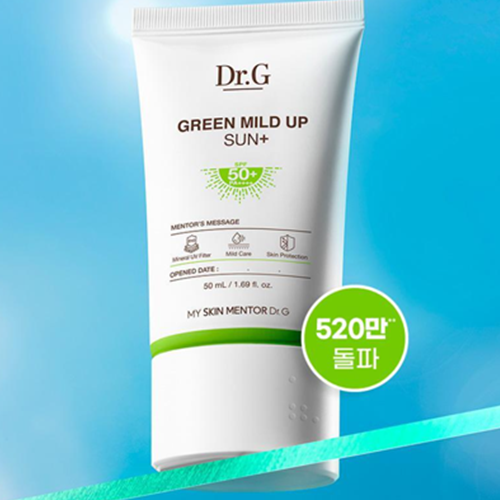 Dr.G
GREEN MILD UP
SUN+
SPF
50+
PA++++
MENTOR'S MESSAGE
Mineral UV Filter
Mild Care
Skin Protection
OPENED DATE : . .
50 mL / 1.69 fl. oz.
MY SKIN MENTOR Dr.G
520만**
돌파